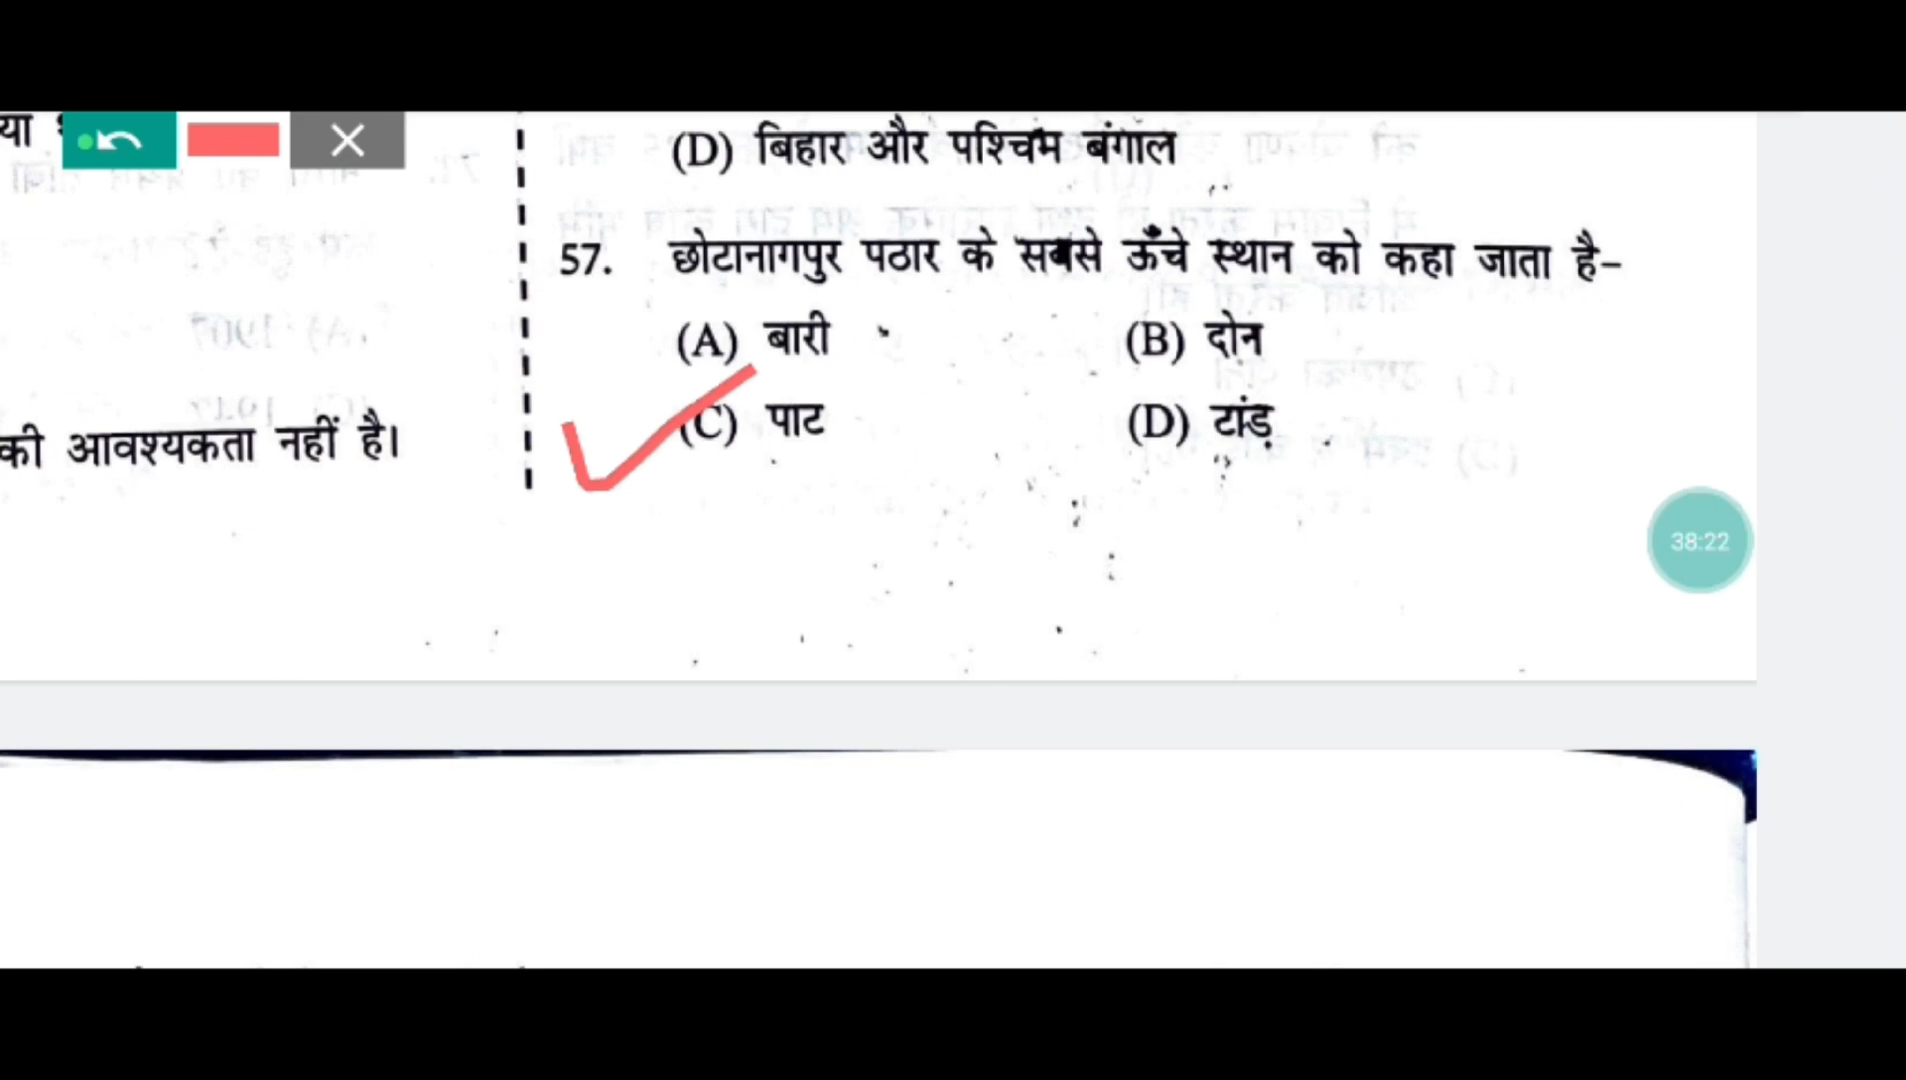 या
(D) बिहार और पश्चिम बंगाल
57. छोटानागपुर पठार के सबसे ऊँचे स्थान को कहा जाता है–
(A) बारी (B) दोन
(C) पाट (D) टांड़
की आवश्यकता नहीं है।
38:22